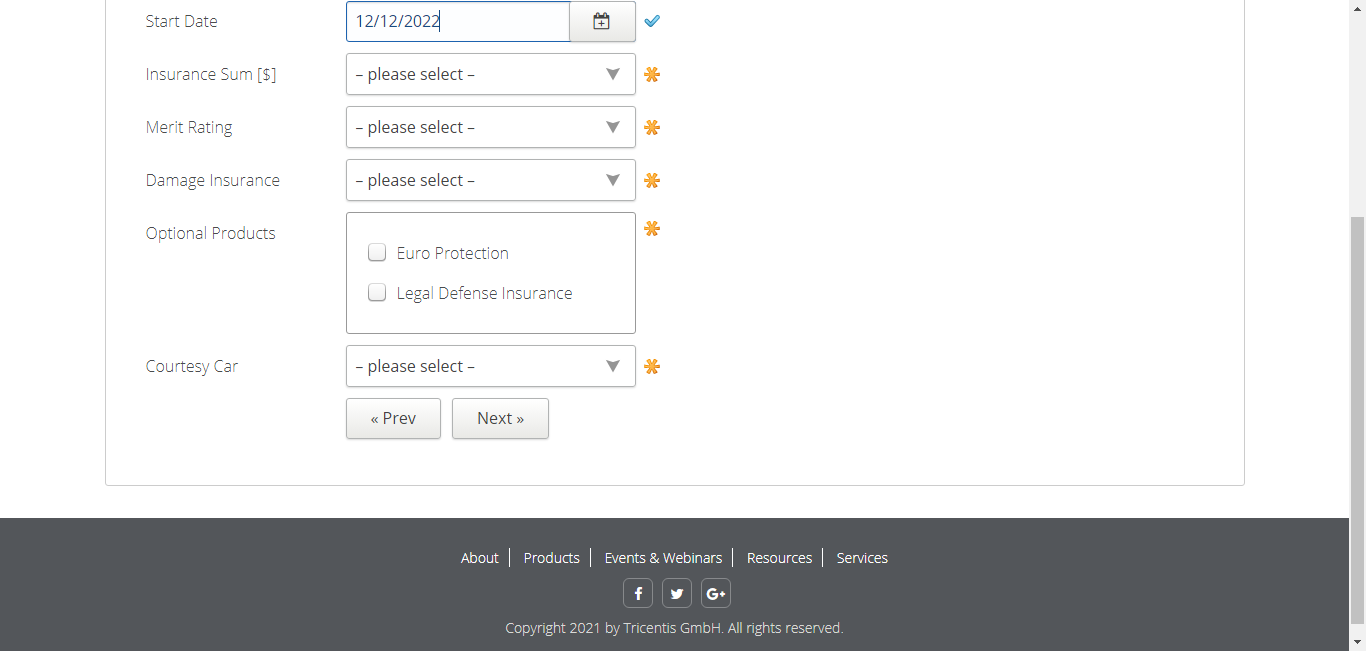 Start Date 12/12/2022
Insurance Sum [$] – please select –
Merit Rating – please select –
Damage Insurance – please select –
Optional Products
Euro Protection
Legal Defense Insurance
Courtesy Car – please select –
« Prev Next »
About Products Events & Webinars Resources Services
f G+
Copyright 2021 by Tricentis GmbH. All rights reserved.